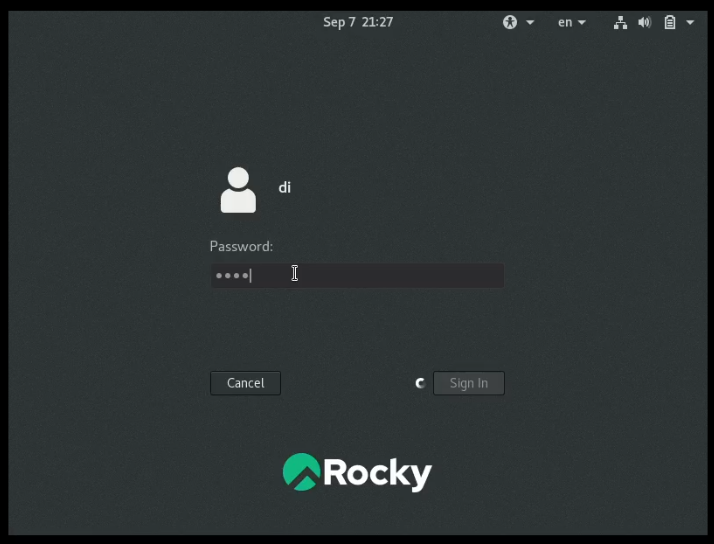 Sep 7 21:27
en
di
Password:
Cancel
Sign In
Rocky